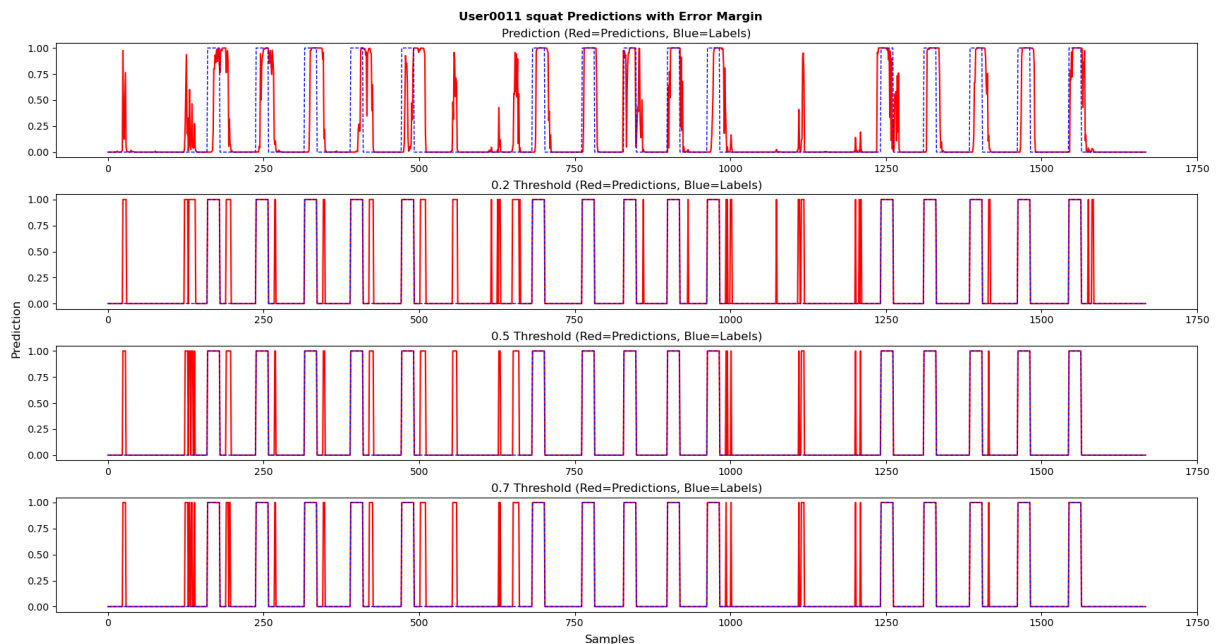 User0011 squat Predictions with Error Margin
Prediction (Red=Predictions, Blue=Labels)
1.00
0.75
0.50
0.25
0.00
0 250 500 750 1000 1250 1500 1750
0.2 Threshold (Red=Predictions, Blue=Labels)
1.00
0.75
0.50
0.25
0.00
0 250 500 750 1000 1250 1500 1750
Prediction
0.5 Threshold (Red=Predictions, Blue=Labels)
1.00
0.75
0.50
0.25
0.00
0 250 500 750 1000 1250 1500 1750
0.7 Threshold (Red=Predictions, Blue=Labels)
1.00
0.75
0.50
0.25
0.00
0 250 500 750 1000 1250 1500 1750
Samples